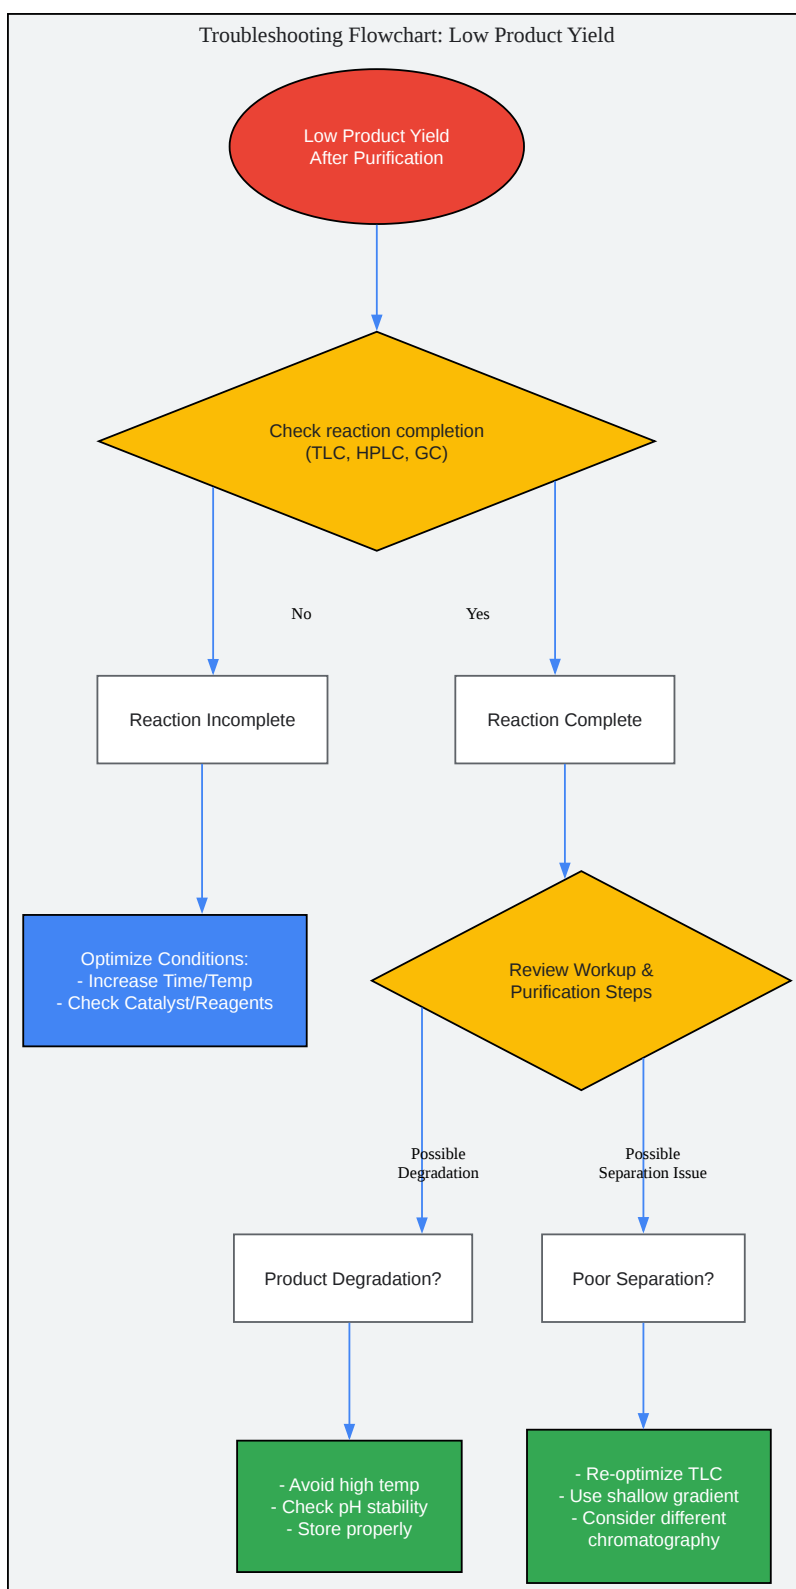 Troubleshooting Flowchart: Low Product Yield
Low Product Yield
After Purification
Check reaction completion
(TLC, HPLC, GC)
No
Yes
Reaction Incomplete
Reaction Complete
Optimize Conditions:
- Increase Time/Temp
- Check Catalyst/Reagents
Review Workup &
Purification Steps
Possible
Degradation
Possible
Separation Issue
Product Degradation?
Poor Separation?
- Avoid high temp
- Check pH stability
- Store properly
- Re-optimize TLC
- Use shallow gradient
- Consider different
chromatography